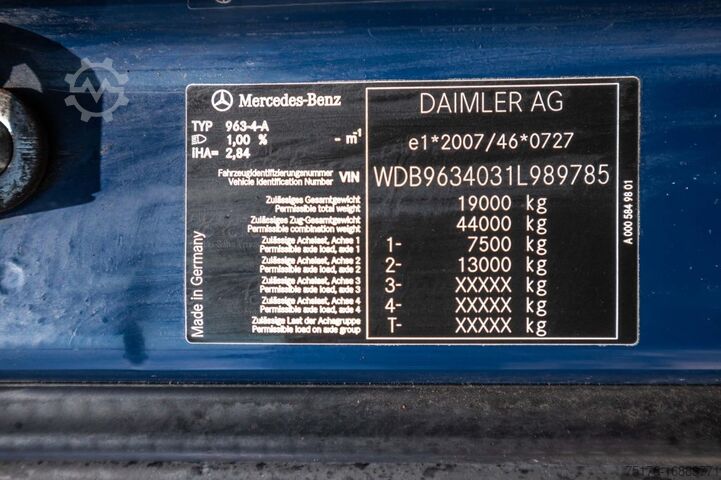 Mercedes-Benz
TYP 963-4-A
1,00 % - m⁻¹
iHA= 2,84
Fahrzeugidentifizierungsnummer
Vehicle Identification Number VIN
Zulässiges Gesamtgewicht
Permissible total weight
Zulässiges Zug-Gesamtgewicht
Permissible combination weight
Zulässige Achslast, Achse 1
Permissible axle load, axle 1
Zulässige Achslast, Achse 2
Permissible axle load, axle 2
Zulässige Achslast, Achse 3
Permissible axle load, axle 3
Zulässige Achslast, Achse 4
Permissible axle load, axle 4
Zulässige Last der Achsgruppe
Permissible load on axle group
Made in Germany
DAIMLER AG
e1*2007/46*0727
WDB9634031L989785
19000 kg
44000 kg
1- 7500 kg
2- 13000 kg
3- XXXXX kg
4- XXXXX kg
T- XXXXX kg
A 000 584 98 01